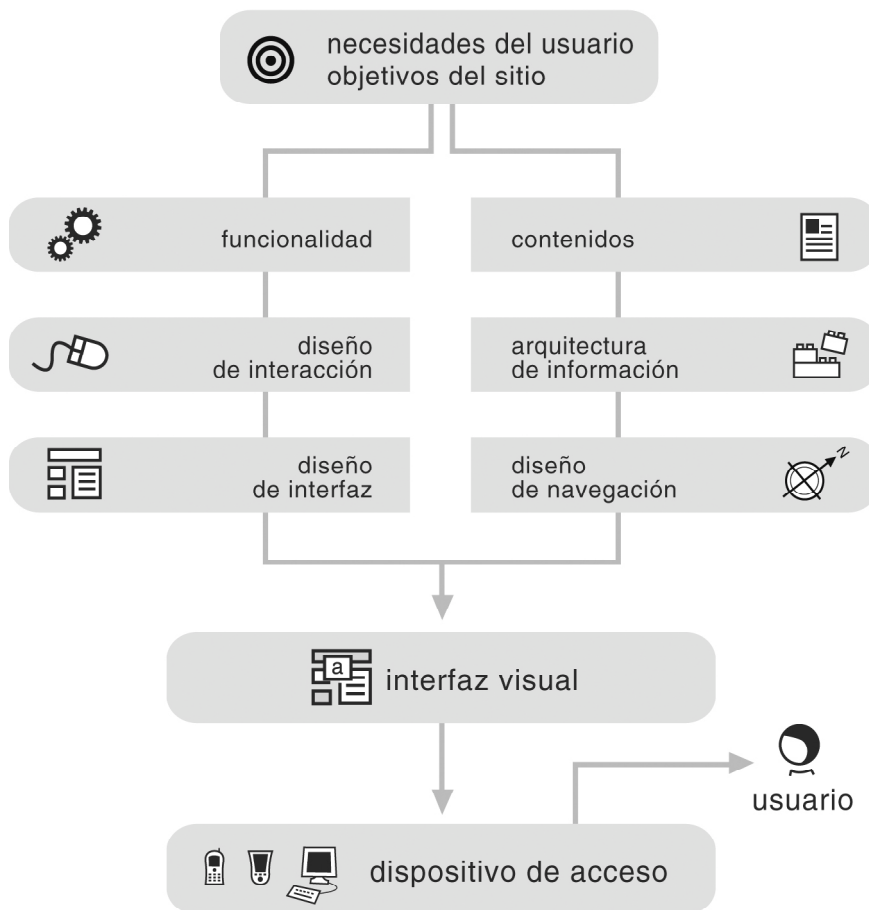 necesidades del usuario
objetivos del sitio
funcionalidad
contenidos
diseño
de interacción
arquitectura
de información
diseño
de interfaz
diseño
de navegación
N
a
interfaz visual
usuario
dispositivo de acceso